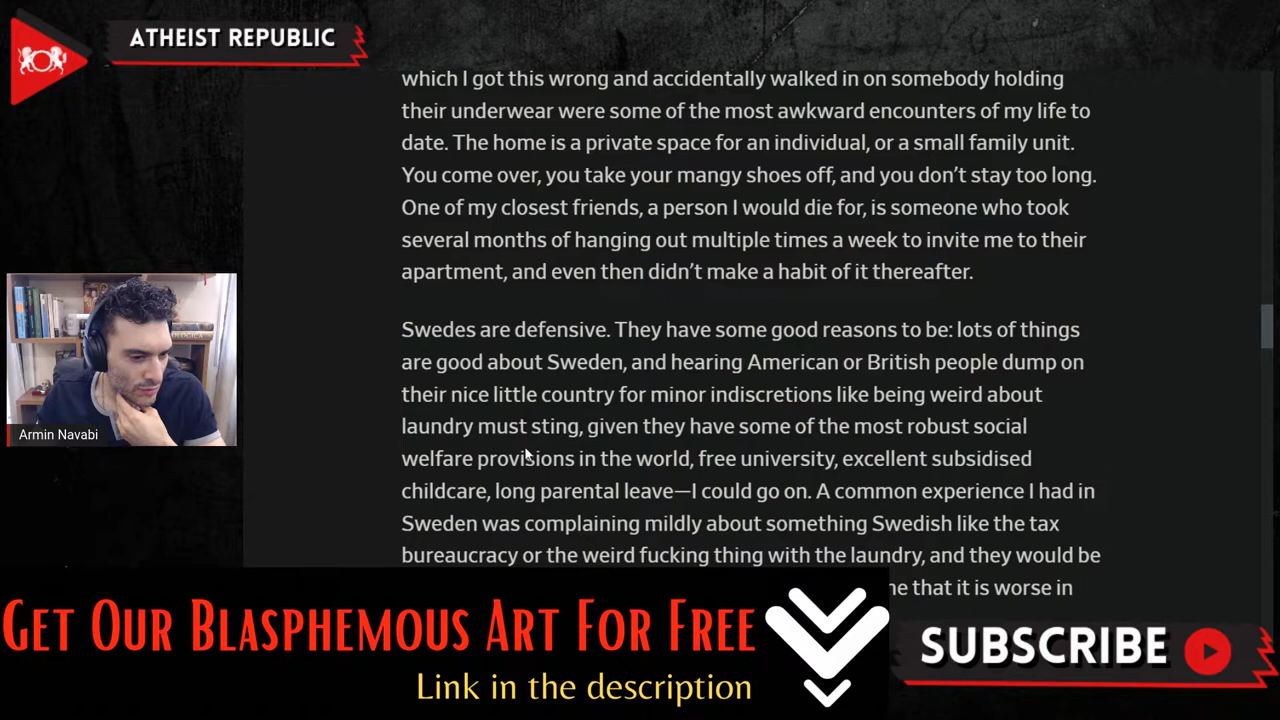 ATHEIST REPUBLIC
which I got this wrong and accidentally walked in on somebody holding
their underwear were some of the most awkward encounters of my life to
date. The home is a private space for an individual, or a small family unit.
You come over, you take your mangy shoes off, and you don’t stay too long.
One of my closest friends, a person I would die for, is someone who took
several months of hanging out multiple times a week to invite me to their
apartment, and even then didn’t make a habit of it thereafter.
Swedes are defensive. They have some good reasons to be: lots of things
are good about Sweden, and hearing American or British people dump on
their nice little country for minor indiscretions like being weird about
laundry must sting, given they have some of the most robust social
welfare provisions in the world, free university, excellent subsidised
childcare, long parental leave—I could go on. A common experience I had in
Sweden was complaining mildly about something Swedish like the tax
bureaucracy or the weird fucking thing with the laundry, and they would be
that it is worse in
Armin Navabi
GET OUR BLASPHEMOUS ART FOR FREE
Link in the description
SUBSCRIBE